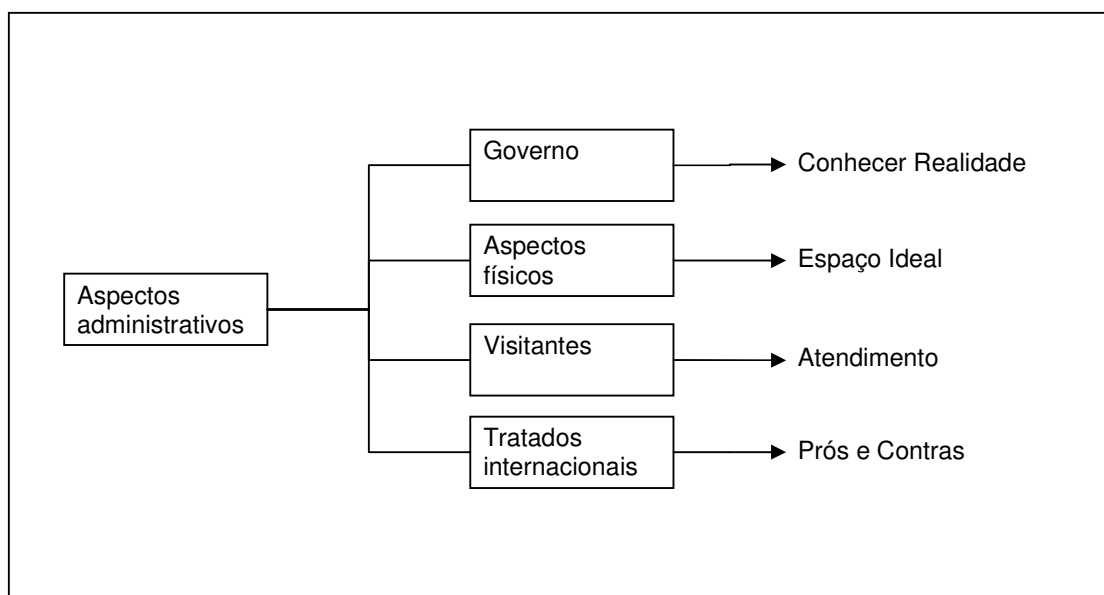 Governo
Conhecer Realidade
Aspectos
físicos
Espaço Ideal
Aspectos
administrativos
Visitantes
Atendimento
Tratados
internacionais
Prós e Contras